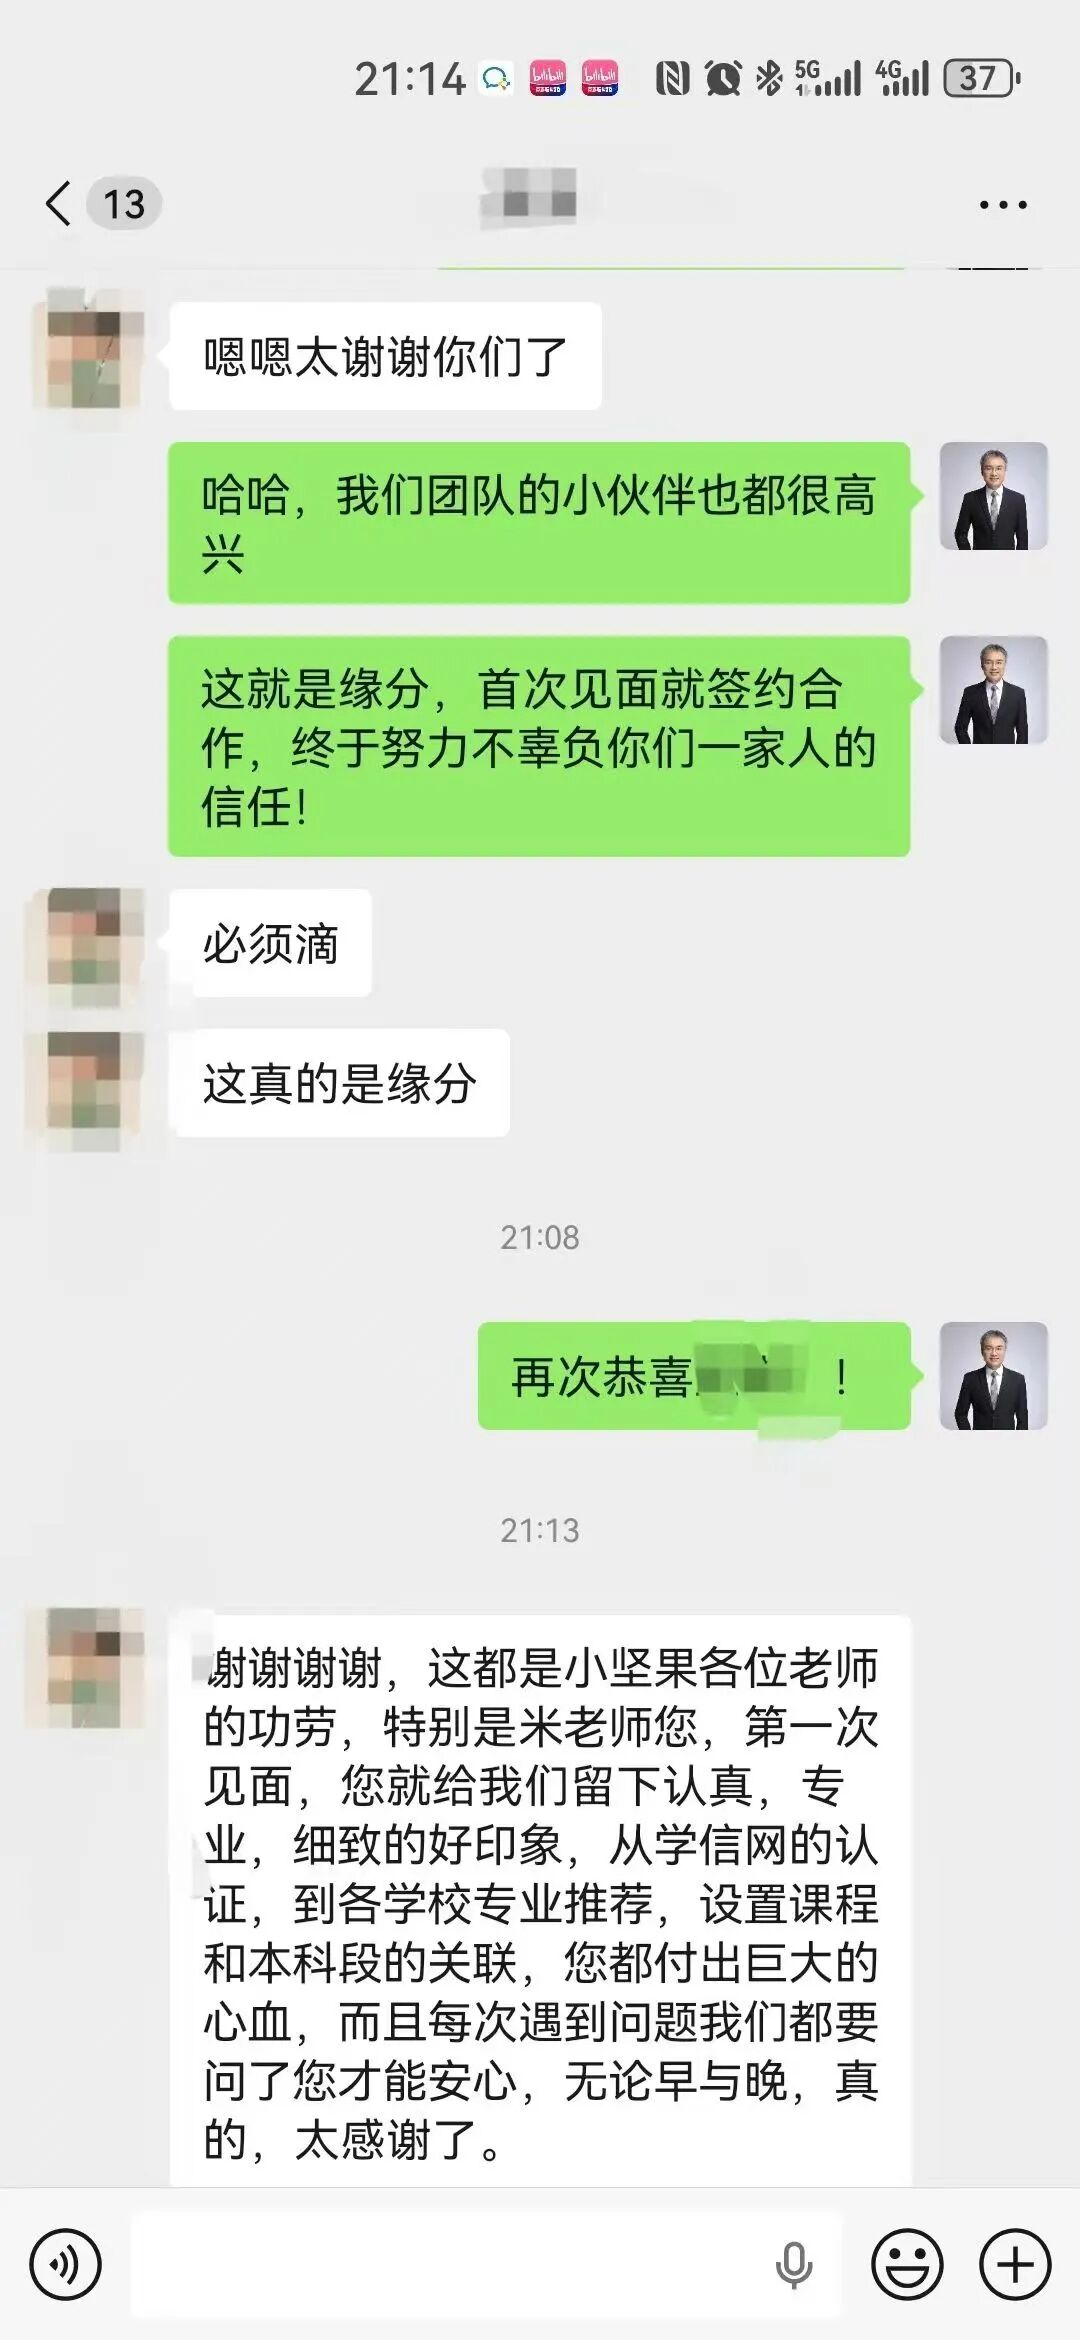 21:14
5G
4G
37
13
嗯嗯太谢谢你们了
哈哈，我们团队的小伙伴也都很高
兴
这就是缘分，首次见面就签约合
作，终于努力不辜负你们一家人的
信任！
必须滴
这真的是缘分
21:08
再次恭喜
！
21:13
谢谢谢谢，这都是小坚果各位老师
的功劳，特别是米老师您，第一次
见面，您就给我们留下认真，专
业，细致的好印象，从学信网的认
证，到各学校专业推荐，设置课程
和本科段的关联，您都付出巨大的
心血，而且每次遇到问题我们都要
问了您才能安心，无论早与晚，真
的，太感谢了。